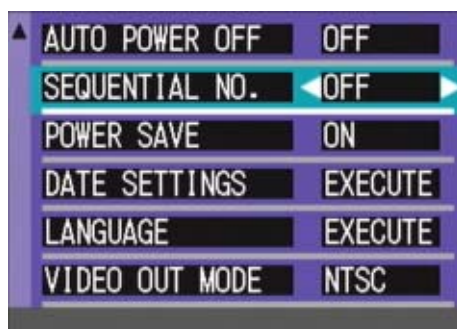 AUTO POWER OFF OFF
SEQUENTIAL NO. OFF
POWER SAVE ON
DATE SETTINGS EXECUTE
LANGUAGE EXECUTE
VIDEO OUT MODE NTSC